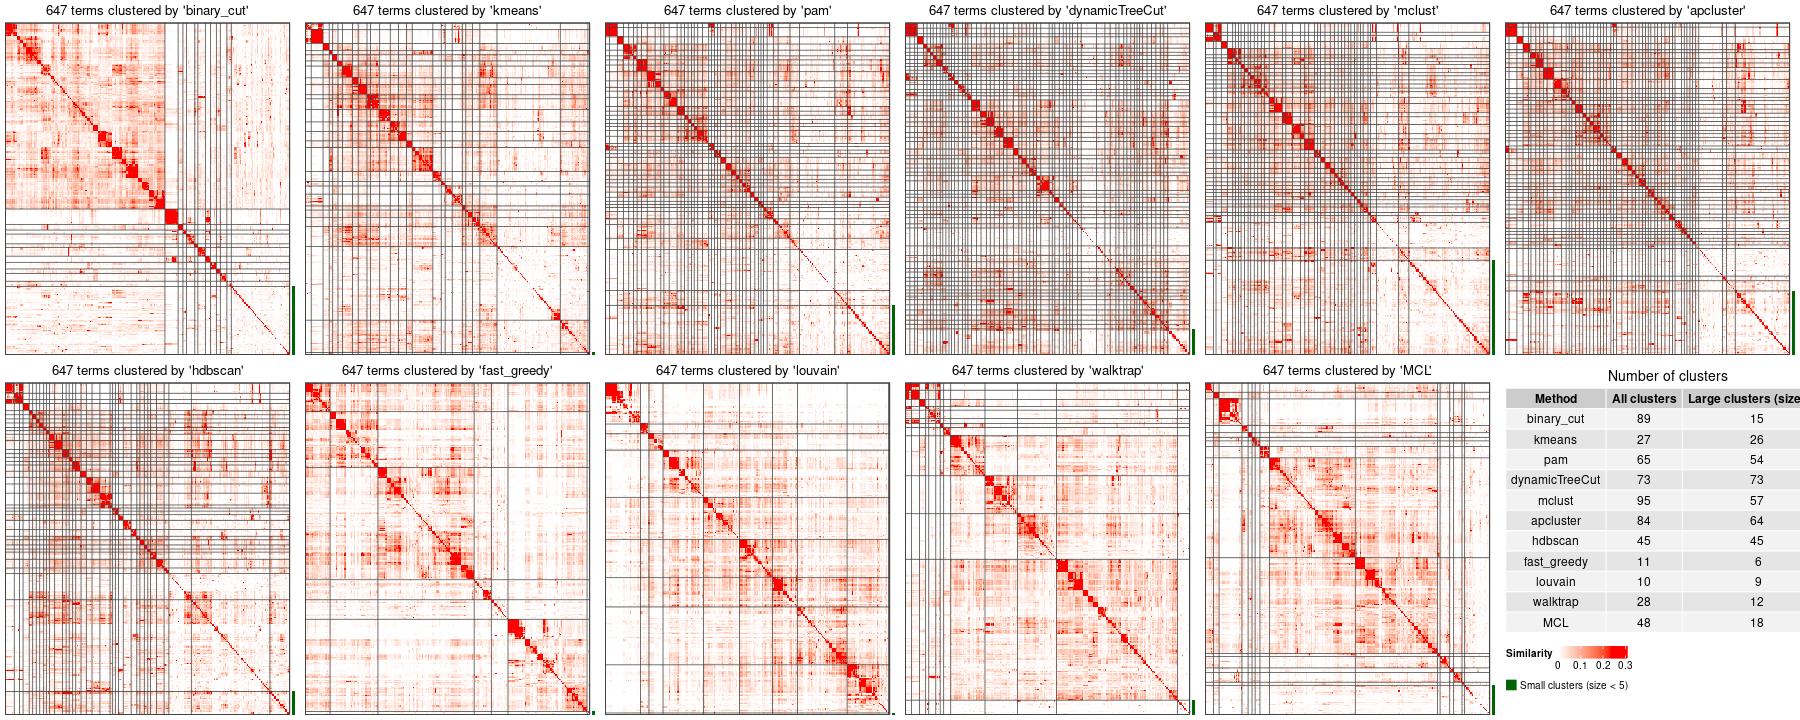 647 terms clustered by 'binary_cut'
647 terms clustered by 'kmeans'
647 terms clustered by 'pam'
647 terms clustered by 'dynamicTreeCut'
647 terms clustered by 'mclust'
647 terms clustered by 'apcluster'
647 terms clustered by 'hdbscan'
647 terms clustered by 'fast_greedy'
647 terms clustered by 'louvain'
647 terms clustered by 'walktrap'
647 terms clustered by 'MCL'
Number of clusters
Method All clusters Large clusters (size
binary_cut 89 15
kmeans 27 26
pam 65 54
dynamicTreeCut 73 73
mclust 95 57
apcluster 84 64
hdbscan 45 45
fast_greedy 11 6
louvain 10 9
walktrap 28 12
MCL 48 18
Similarity
0 0.1 0.2 0.3
Small clusters (size < 5)